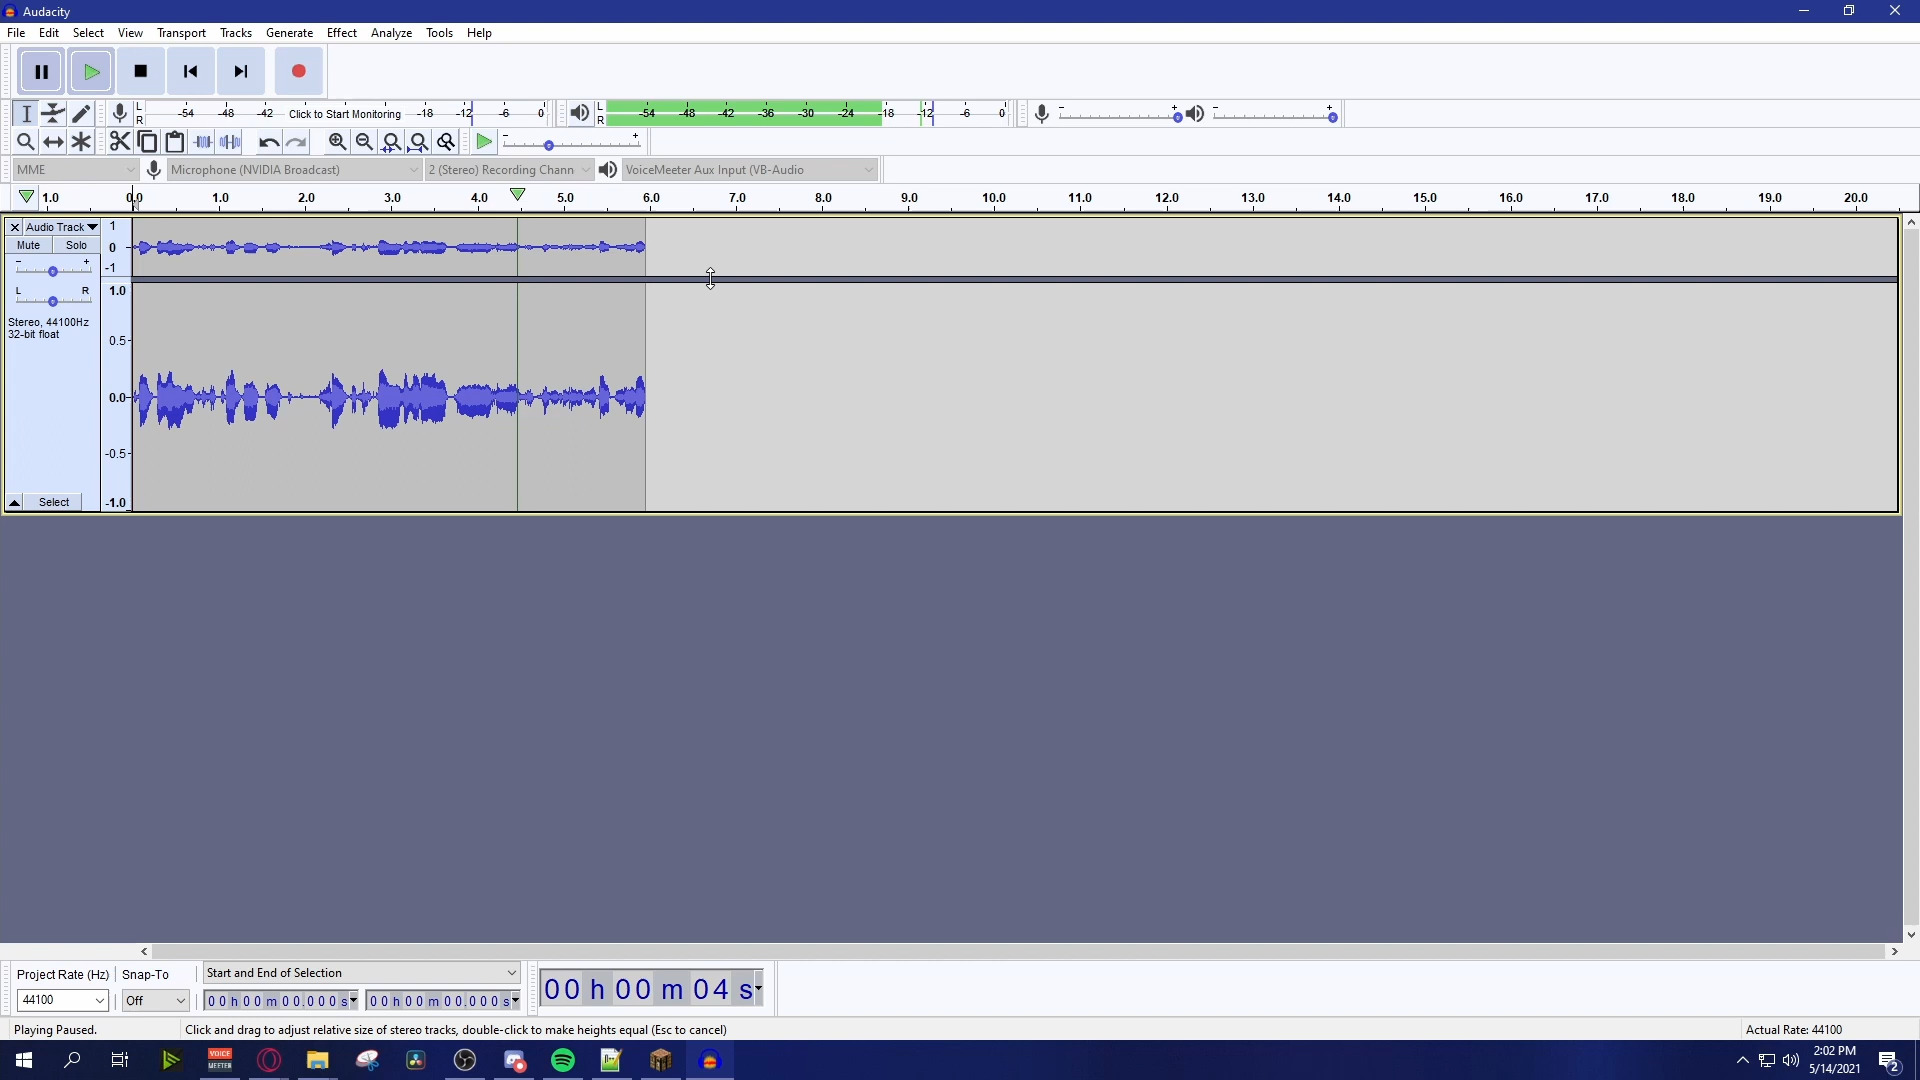 Audacity
File Edit Select View Transport Tracks Generate Effect Analyze Tools Help
L
R
-54 -48 -42 Click to Start Monitoring -18 -12 -6 0
L
R
-54 -48 -42 -36 -30 -24 -18 -12 -6 0
- +
- +
- +
MME
Microphone (NVIDIA Broadcast)
2 (Stereo) Recording Chann
VoiceMeeter Aux Input (VB-Audio
1.0 0.0 1.0 2.0 3.0 4.0 5.0 6.0 7.0 8.0 9.0 10.0 11.0 12.0 13.0 14.0 15.0 16.0 17.0 18.0 19.0 20.0
Audio Track
Mute Solo
- +
L R
Stereo, 44100Hz
32-bit float
Select
1
0
-1
1.0
0.5
0.0
-0.5
-1.0
Project Rate (Hz) Snap-To Start and End of Selection
44100 Off 00 h 00 m 00.000 s 00 h 00 m 00.000 s
00 h 00 m 04 s
Playing Paused. Click and drag to adjust relative size of stereo tracks, double-click to make heights equal (Esc to cancel) Actual Rate: 44100
VOICE
MEETER
2:02 PM
5/14/2021
2